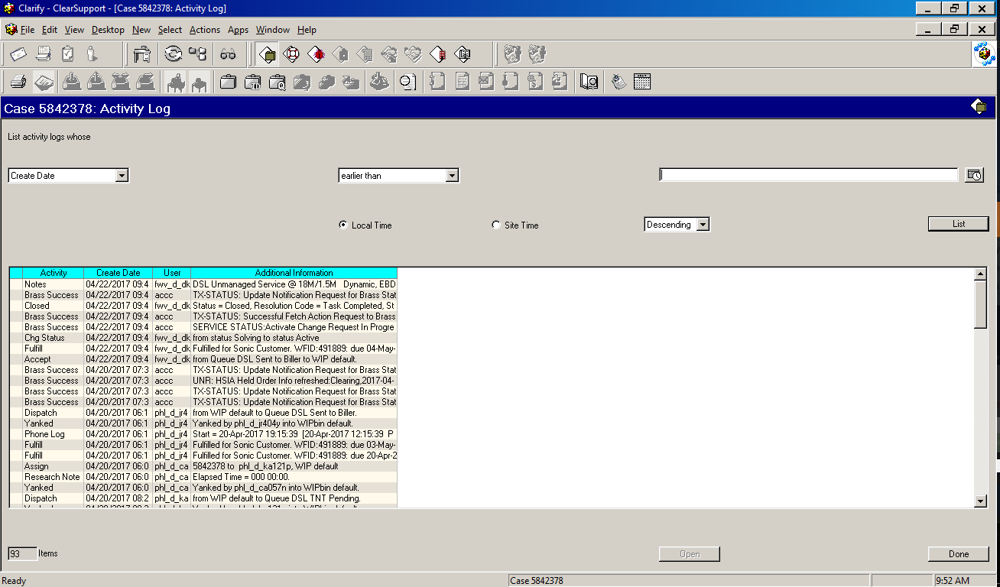 Clarify - ClearSupport - [Case 5842378: Activity Log]
File Edit View Desktop New Select Actions Apps Window Help
Case 5842378: Activity Log
List activity logs whose
Create Date earlier than
Local Time Site Time Descending List
Activity Create Date User Additional Information
Notes 04/22/2017 09:4 fwv_d_dk DSL Unmanaged Service @ 18M/1.5M Dynamic, EBD
Brass Success 04/22/2017 09:4 accc TX-STATUS: Update Notification Request for Brass Stat
Closed 04/22/2017 09:4 fwv_d_dk Status = Closed, Resolution Code = Task Completed, St
Brass Success 04/22/2017 09:4 accc TX-STATUS: Successful Fetch Action Request to Brass
Brass Success 04/22/2017 09:4 accc SERVICE STATUS:Activate Change Request In Progre
Chg Status 04/22/2017 09:4 fwv_d_dk from status Solving to status Active
Fulfill 04/22/2017 09:4 fwv_d_dk Fulfilled for Sonic Customer. WFID:491889: due 04-May-
Accept 04/22/2017 09:4 fwv_d_dk from Queue DSL Sent to Biller to WIP default.
Brass Success 04/20/2017 07:3 accc TX-STATUS: Update Notification Request for Brass Stat
Brass Success 04/20/2017 07:3 accc UNR: HSIA Held Order Info refreshed:Clearing,2017-04-
Brass Success 04/20/2017 07:3 accc TX-STATUS: Update Notification Request for Brass Stat
Brass Success 04/20/2017 07:3 accc TX-STATUS: Update Notification Request for Brass Stat
Dispatch 04/20/2017 06:1 phl_d_jr4 from WIP default to Queue DSL Sent to Biller.
Yanked 04/20/2017 06:1 phl_d_jr4 Yanked by phl_d_jr404y into WIPbin default.
Phone Log 04/20/2017 06:1 phl_d_jr4 Start = 20-Apr-2017 19:15:39 [20-Apr-2017 12:15:39 P
Fulfill 04/20/2017 06:1 phl_d_jr4 Fulfilled for Sonic Customer. WFID:491889: due 03-May-
Fulfill 04/20/2017 06:1 phl_d_jr4 Fulfilled for Sonic Customer. WFID:491889: due 20-Apr-2
Assign 04/20/2017 06:0 phl_d_ca 5842378 to phl_d_ka121p, WIP default
Research Note 04/20/2017 06:0 phl_d_ca Elapsed Time = 000 00:00.
Yanked 04/20/2017 06:0 phl_d_ca Yanked by phl_d_ca057n into WIPbin default.
Dispatch 04/20/2017 08:2 phl_d_ka from WIP default to Queue DSL TNT Pending.
93 Items Open Done
Ready Case 5842378 9:52 AM